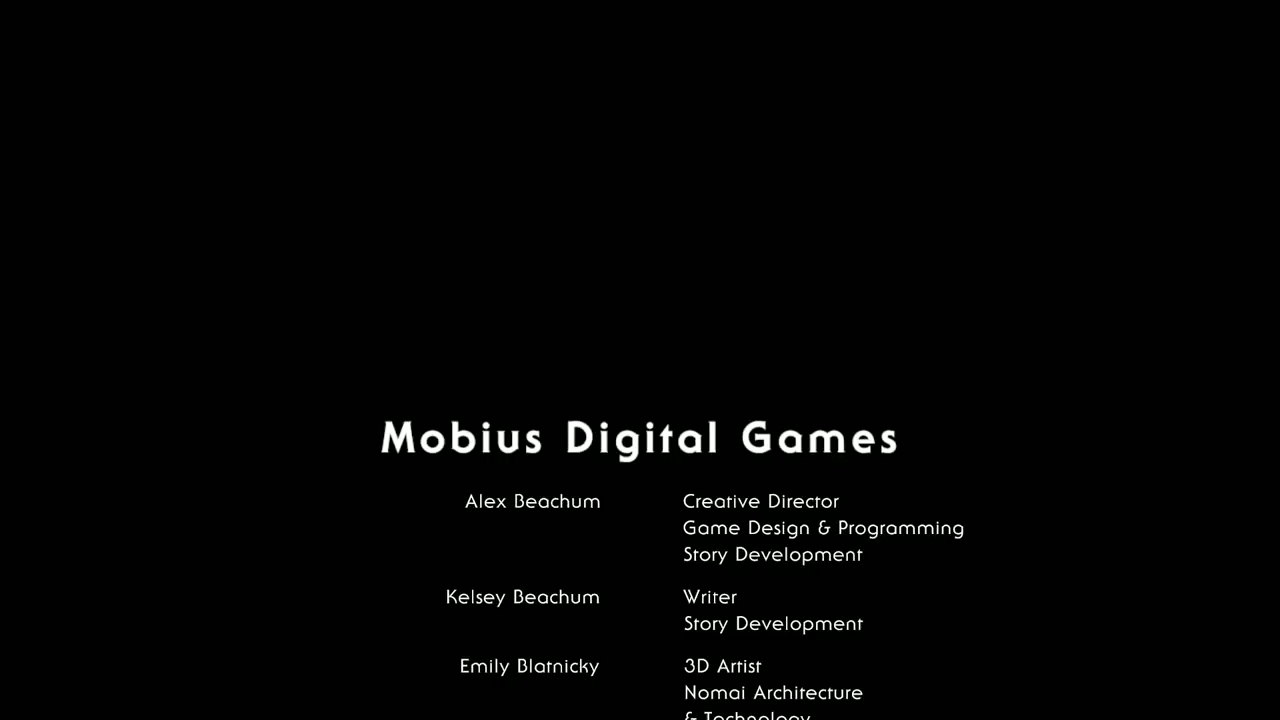 Mobius Digital Games
Alex Beachum Creative Director
Game Design & Programming
Story Development
Kelsey Beachum Writer
Story Development
Emily Blatnicky 3D Artist
Nomai Architecture
& Technology